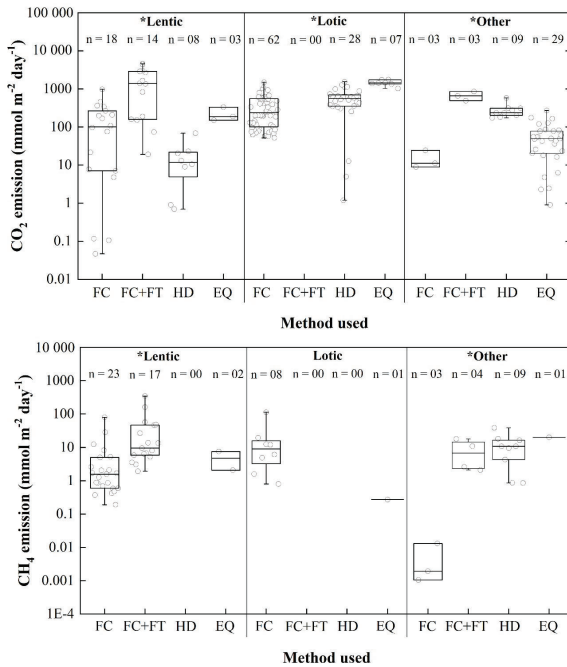 *Lentic *Lotic *Other
n = 18 n = 14 n = 08 n = 03 n = 62 n = 00 n = 28 n = 07 n = 03 n = 03 n = 09 n = 29
CO2 emission (mmol m-2 day-1)
100 000
10 000
1000
100
10
1
0.1
0.01
FC FC+FT HD EQ FC FC+FT HD EQ FC FC+FT HD EQ
Method used
*Lentic Lotic *Other
n = 23 n = 17 n = 00 n = 02 n = 08 n = 00 n = 00 n = 01 n = 03 n = 04 n = 09 n = 01
CH4 emission (mmol m-2 day-1)
10 000
1000
100
10
1
0.1
0.01
0.001
1E-4
FC FC+FT HD EQ FC FC+FT HD EQ FC FC+FT HD EQ
Method used